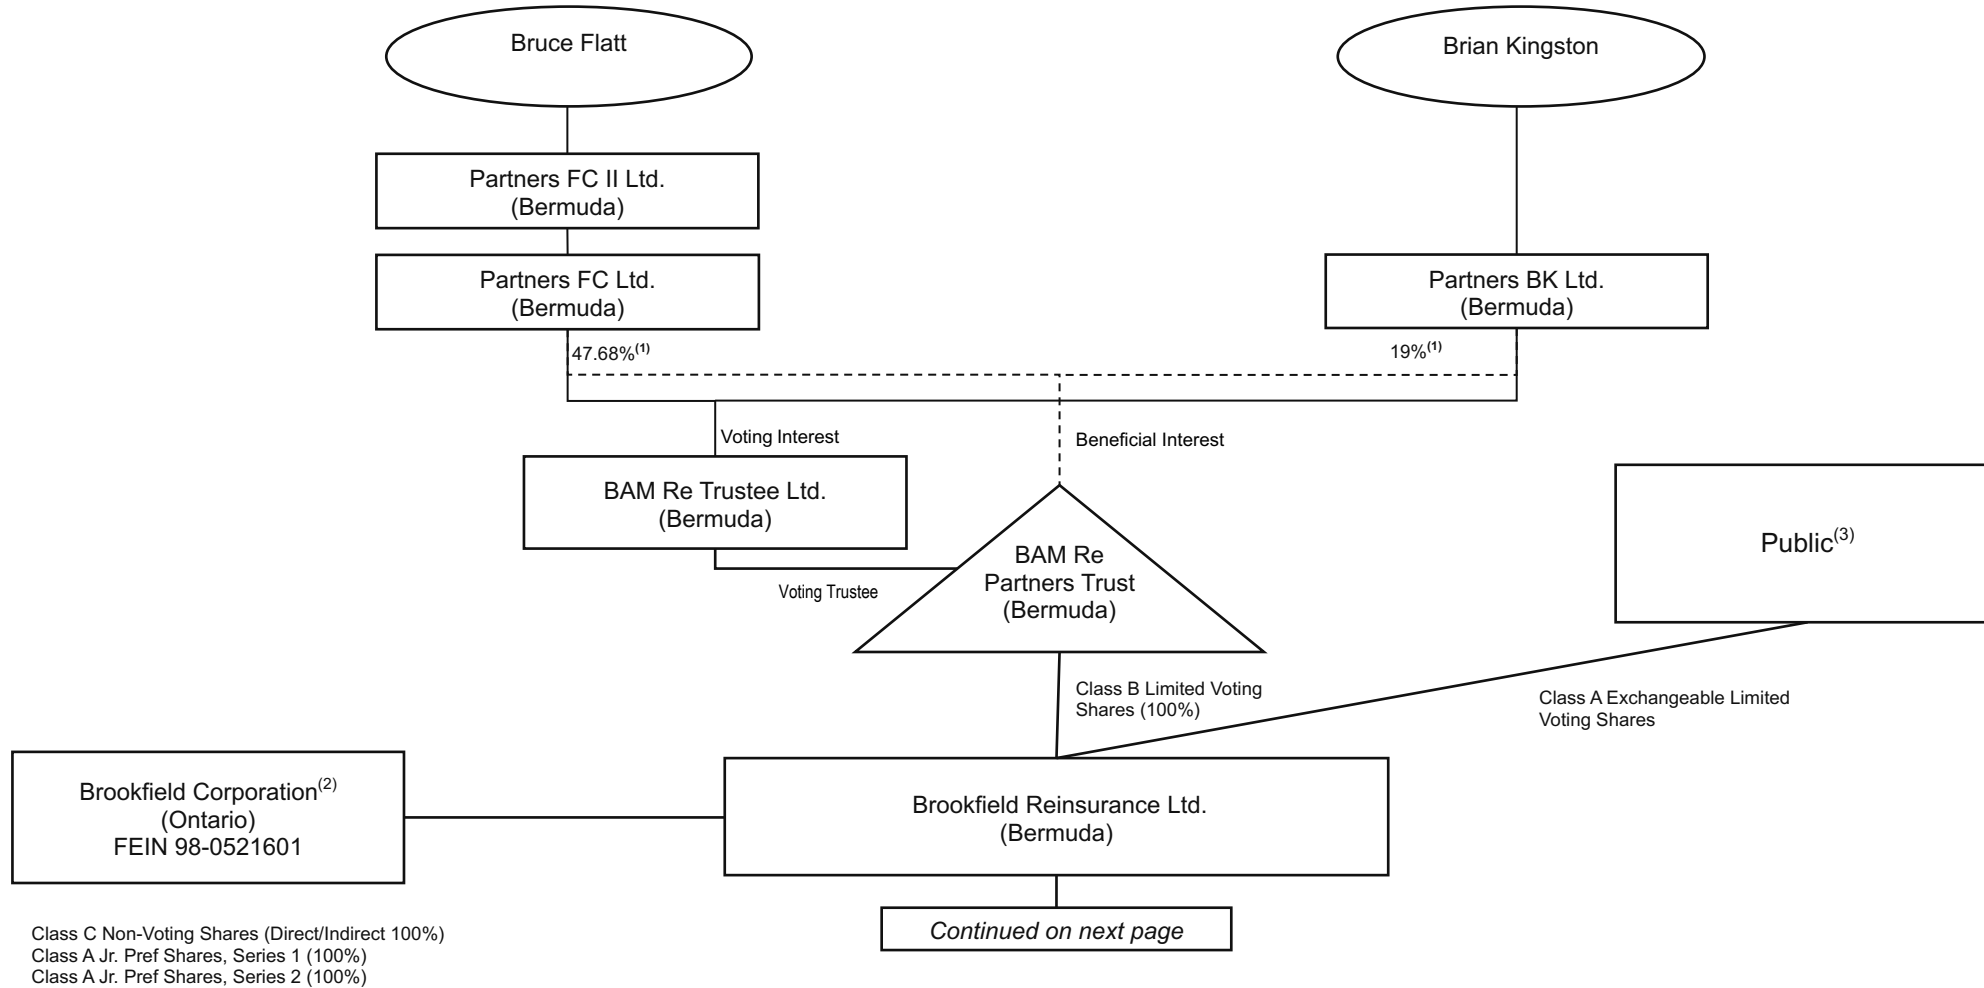 Bruce Flatt
Brian Kingston
Partners FC II Ltd.
(Bermuda)
Partners FC Ltd.
(Bermuda)
Partners BK Ltd.
(Bermuda)
47.68%(1)
19%(1)
Voting Interest
Beneficial Interest
BAM Re Trustee Ltd.
(Bermuda)
Voting Trustee
BAM Re
Partners Trust
(Bermuda)
Public(3)
Class B Limited Voting
Shares (100%)
Class A Exchangeable Limited
Voting Shares
Brookfield Corporation(2)
(Ontario)
FEIN 98-0521601
Brookfield Reinsurance Ltd.
(Bermuda)
Continued on next page
Class C Non-Voting Shares (Direct/Indirect 100%)
Class A Jr. Pref Shares, Series 1 (100%)
Class A Jr. Pref Shares, Series 2 (100%)